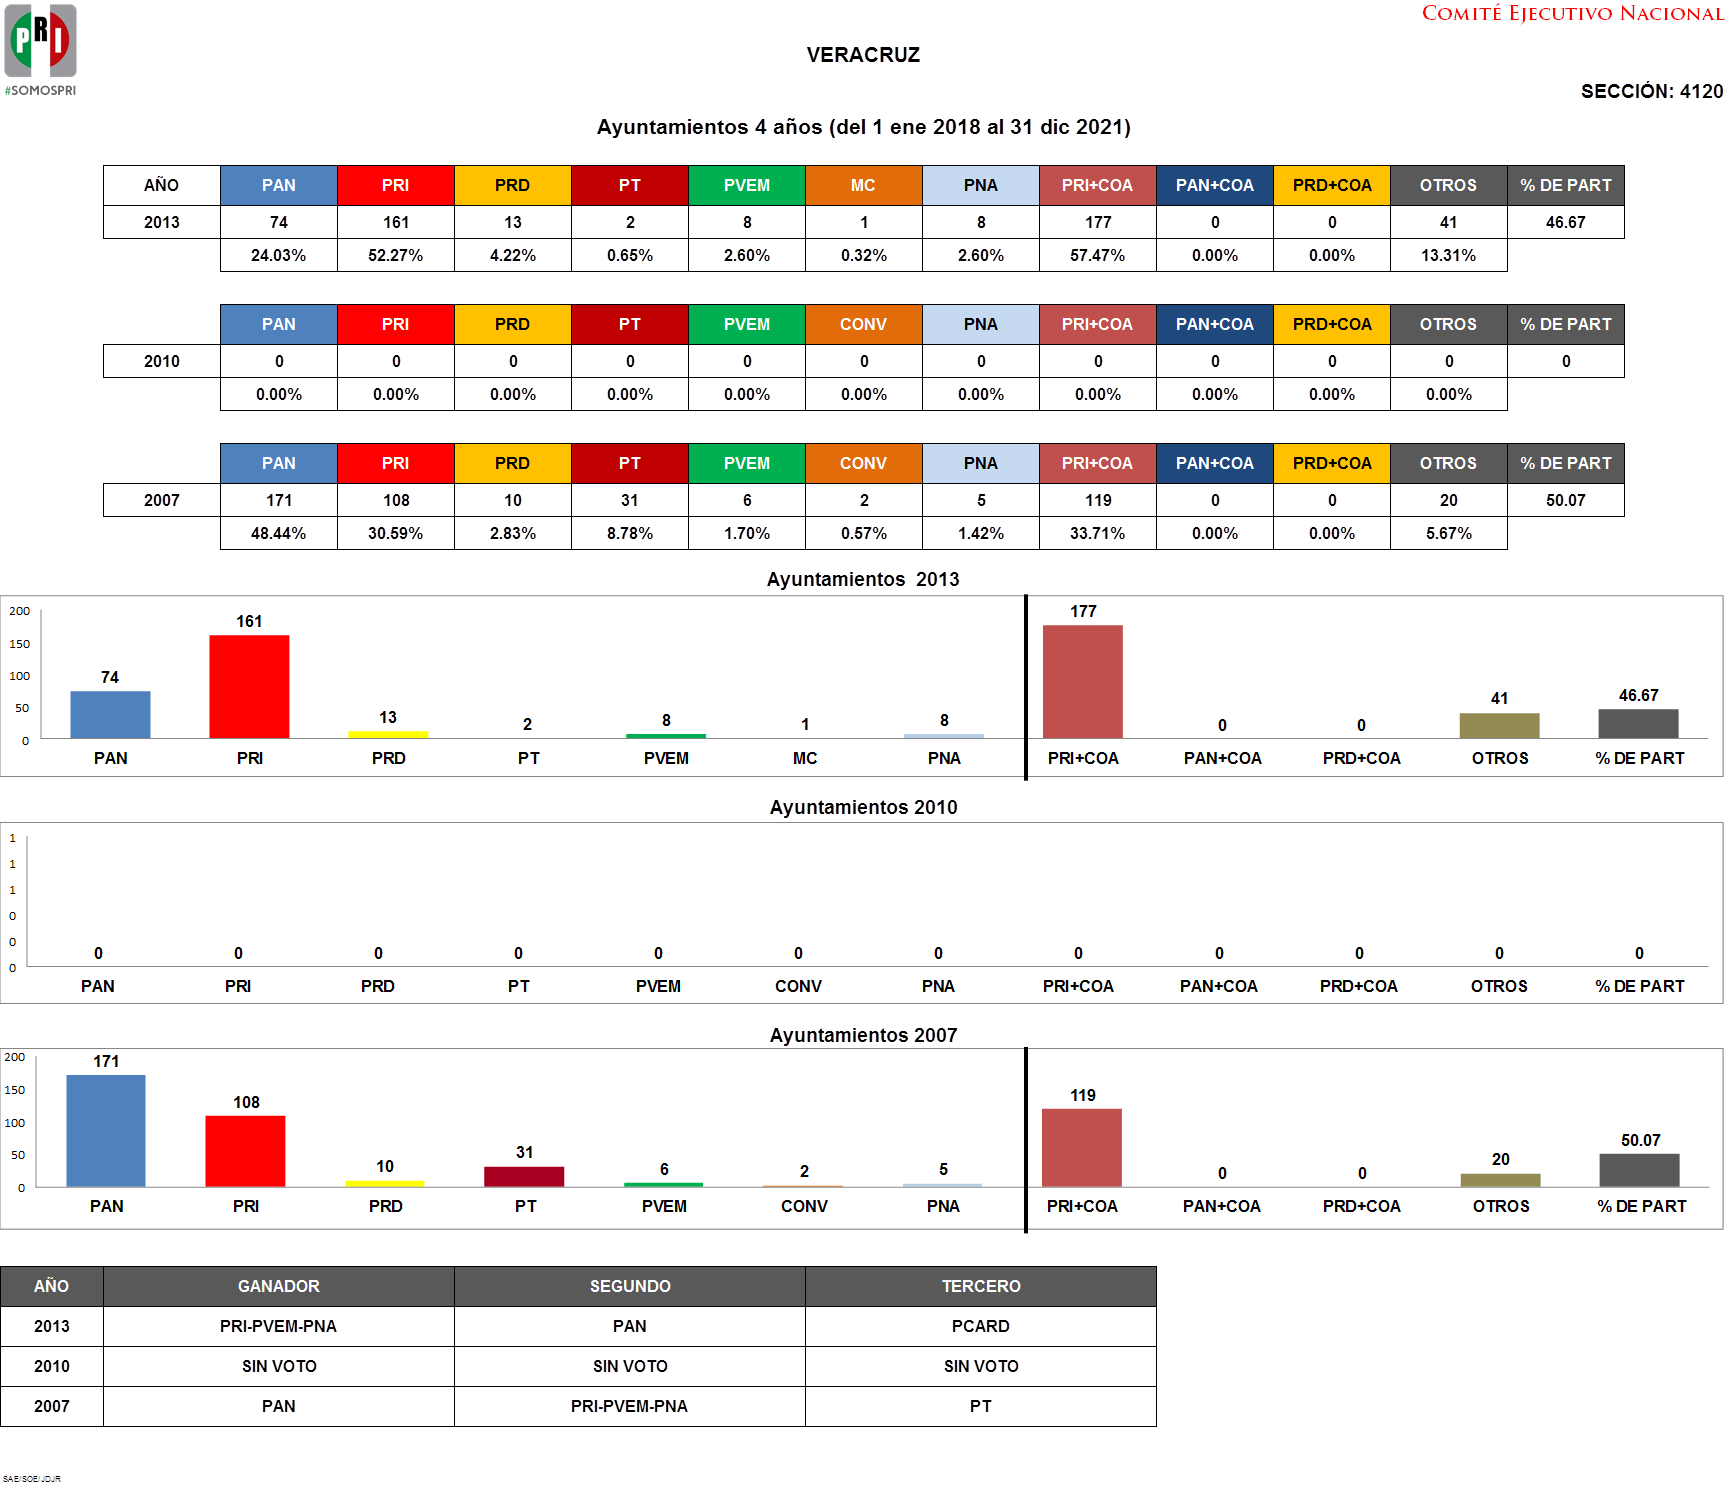 PRI
#SOMOSPRI
COMITÉ EJECUTIVO NACIONAL
VERACRUZ
SECCIÓN: 4120
Ayuntamientos 4 años (del 1 ene 2018 al 31 dic 2021)
AÑO PAN PRI PRD PT PVEM MC PNA PRI+COA PAN+COA PRD+COA OTROS % DE PART
2013 74 161 13 2 8 1 8 177 0 0 41 46.67
24.03% 52.27% 4.22% 0.65% 2.60% 0.32% 2.60% 57.47% 0.00% 0.00% 13.31%
PAN PRI PRD PT PVEM CONV PNA PRI+COA PAN+COA PRD+COA OTROS % DE PART
2010 0 0 0 0 0 0 0 0 0 0 0 0
0.00% 0.00% 0.00% 0.00% 0.00% 0.00% 0.00% 0.00% 0.00% 0.00% 0.00%
PAN PRI PRD PT PVEM CONV PNA PRI+COA PAN+COA PRD+COA OTROS % DE PART
2007 171 108 10 31 6 2 5 119 0 0 20 50.07
48.44% 30.59% 2.83% 8.78% 1.70% 0.57% 1.42% 33.71% 0.00% 0.00% 5.67%
Ayuntamientos 2013
200
150
100
50
0
74 161 13 2 8 1 8 177 0 0 41 46.67
PAN PRI PRD PT PVEM MC PNA PRI+COA PAN+COA PRD+COA OTROS % DE PART
Ayuntamientos 2010
1
1
1
0
0
0
0 0 0 0 0 0 0 0 0 0 0 0
PAN PRI PRD PT PVEM CONV PNA PRI+COA PAN+COA PRD+COA OTROS % DE PART
Ayuntamientos 2007
200
150
100
50
0
171 108 10 31 6 2 5 119 0 0 20 50.07
PAN PRI PRD PT PVEM CONV PNA PRI+COA PAN+COA PRD+COA OTROS % DE PART
AÑO GANADOR SEGUNDO TERCERO
2013 PRI-PVEM-PNA PAN PCARD
2010 SIN VOTO SIN VOTO SIN VOTO
2007 PAN PRI-PVEM-PNA PT
SAE/SOE/JDJR